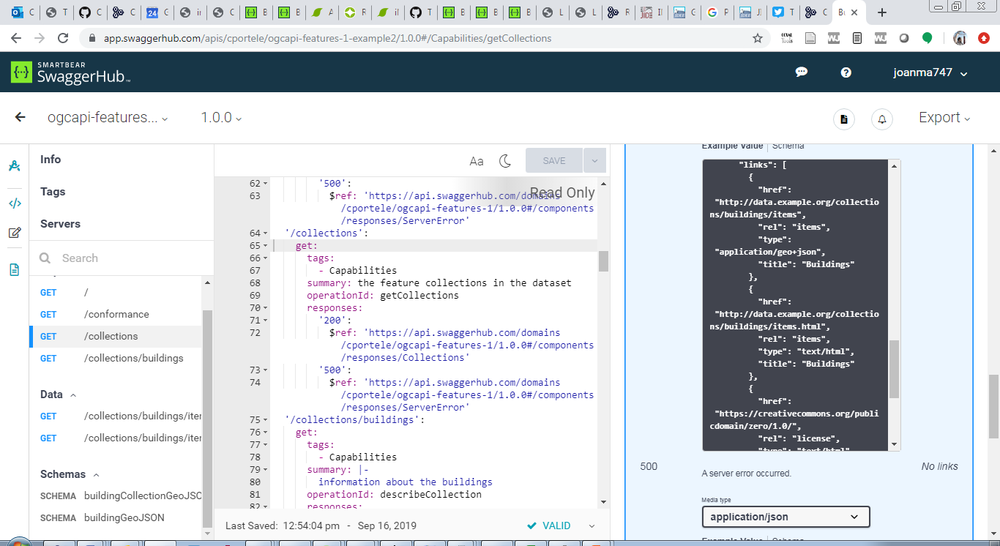 app.swaggerhub.com/apis/cportele/ogcapi-features-1-example2/1.0.0#/Capabilities/getCollections
SMARTBEAR
SwaggerHub™
joanma747
ogcapi-features...
1.0.0
Export
Info
Tags
Servers
Search
GET /
GET /conformance
GET /collections
GET /collections/buildings
Data
GET /collections/buildings/iter
GET /collections/buildings/iter
Schemas
SCHEMA buildingCollectionGeoJSO
SCHEMA buildingGeoJSON
Aa
SAVE
Read Only
62 '500':
63 $ref: 'https://api.swaggerhub.com/domains
/cportele/ogcapi-features-1/1.0.0#/components
/responses/ServerError'
64 '/collections':
65 get:
66 tags:
67 - Capabilities
68 summary: the feature collections in the dataset
69 operationId: getCollections
70 responses:
71 '200':
72 $ref: 'https://api.swaggerhub.com/domains
/cportele/ogcapi-features-1/1.0.0#/components
/responses/Collections'
73 '500':
74 $ref: 'https://api.swaggerhub.com/domains
/cportele/ogcapi-features-1/1.0.0#/components
/responses/ServerError'
75 '/collections/buildings':
76 get:
77 tags:
78 - Capabilities
79 summary: |-
80 information about the buildings
81 operationId: describeCollection
82 responses:
Last Saved: 12:54:04 pm - Sep 16, 2019
VALID
Example Value Schema
"links": [
{
"href":
"http://data.example.org/collectio
ns/buildings/items",
"rel": "items",
"type":
"application/geo+json",
"title": "Buildings"
},
{
"href":
"http://data.example.org/collectio
ns/buildings/items.html",
"rel": "items",
"type": "text/html",
"title": "Buildings"
},
{
"href":
"https://creativecommons.org/publi
cdomain/zero/1.0/",
"rel": "license",
"type": "text/html"
500
A server error occurred.
No links
Media type
application/json
Example Value Schema